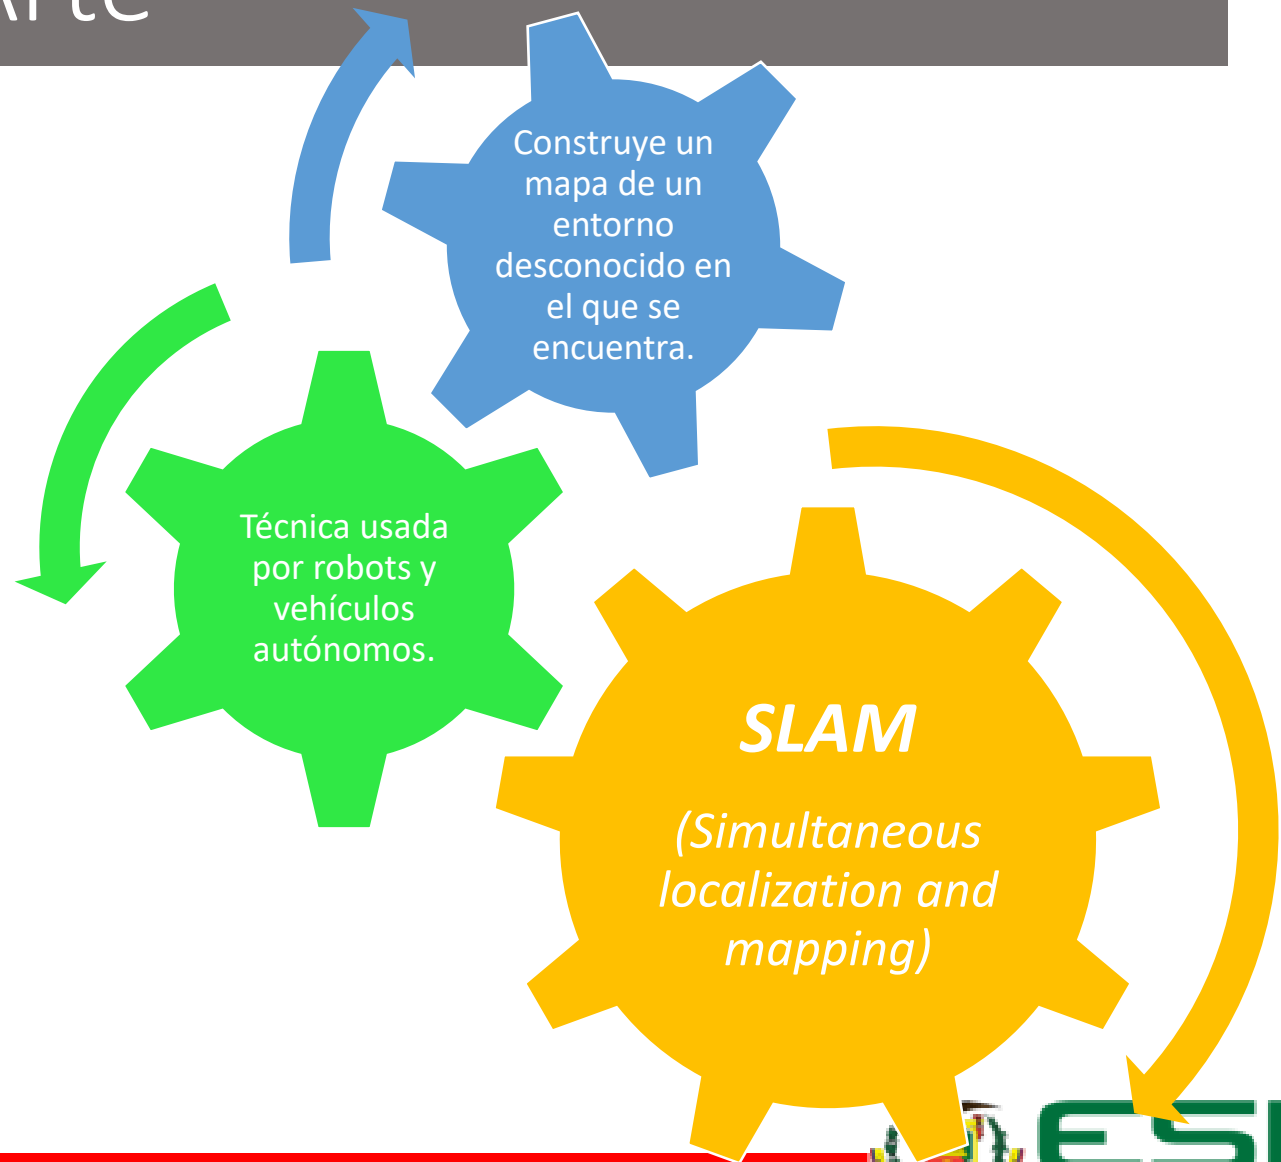 Arte
Construye un
mapa de un
entorno
desconocido en
el que se
encuentra.
Técnica usada
por robots y
vehículos
autónomos.
SLAM
(Simultaneous
localization and
mapping)